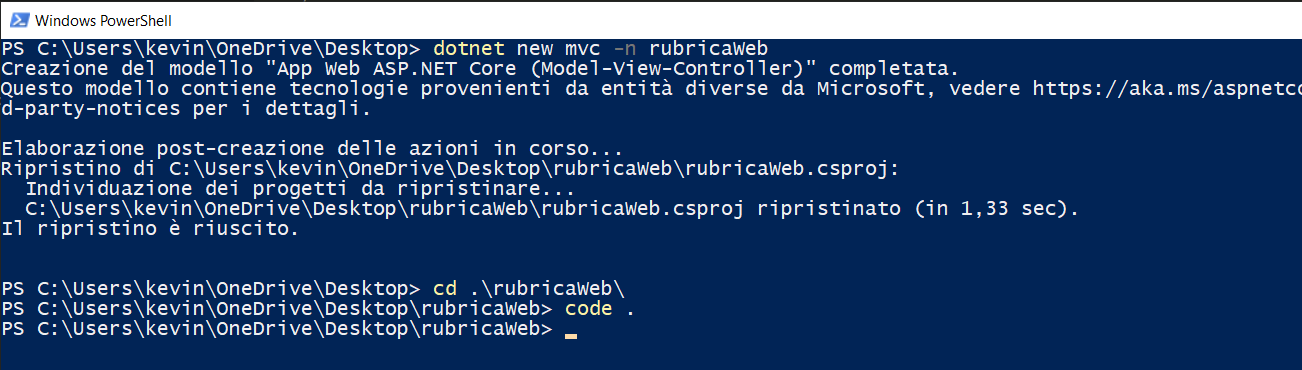 Windows PowerShell
PS C:\Users\kevin\OneDrive\Desktop> dotnet new mvc -n rubricaWeb
Creazione del modello "App Web ASP.NET Core (Model-View-Controller)" completata.
Questo modello contiene tecnologie provenienti da entità diverse da Microsoft, vedere https://aka.ms/aspnetco
d-party-notices per i dettagli.
Elaborazione post-creazione delle azioni in corso...
Ripristino di C:\Users\kevin\OneDrive\Desktop\rubricaWeb\rubricaWeb.csproj:
Individuazione dei progetti da ripristinare...
C:\Users\kevin\OneDrive\Desktop\rubricaWeb\rubricaWeb.csproj ripristinato (in 1,33 sec).
Il ripristino è riuscito.
PS C:\Users\kevin\OneDrive\Desktop> cd .\rubricaWeb\
PS C:\Users\kevin\OneDrive\Desktop\rubricaWeb> code .
PS C:\Users\kevin\OneDrive\Desktop\rubricaWeb>